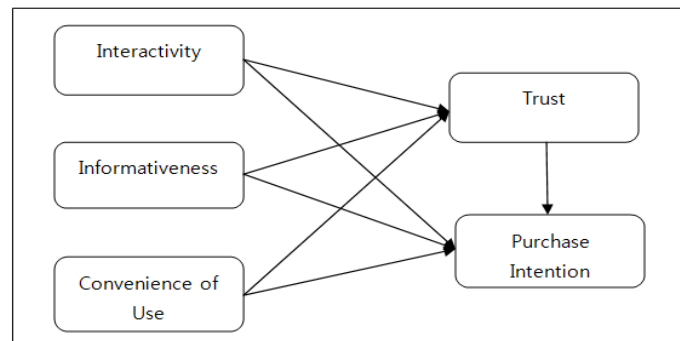 Interactivity
Trust
Informativeness
Purchase
Intention
Convenience of
Use